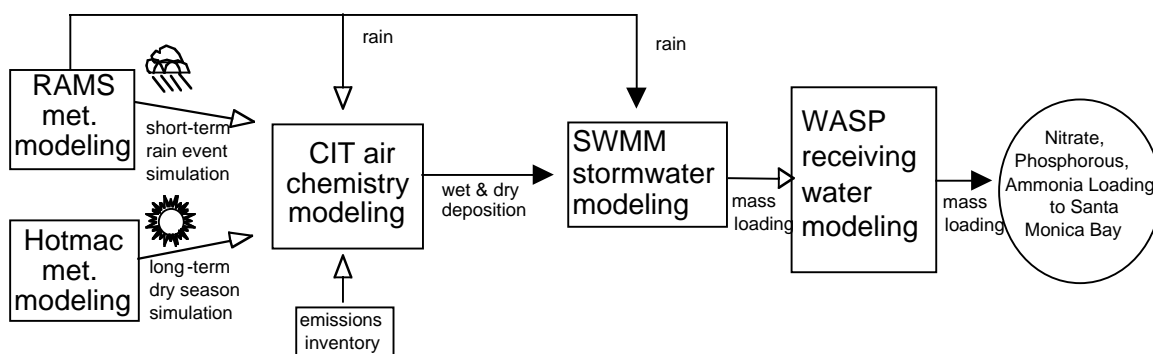 rain
rain
RAMS
met.
modeling
short-term
rain event
simulation
Hotmac
met.
modeling
long-term
dry season
simulation
CIT air
chemistry
modeling
emissions
inventory
wet & dry
deposition
SWMM
stormwater
modeling
mass
loading
WASP
receiving
water
modeling
mass
loading
Nitrate,
Phosphorous,
Ammonia Loading
to Santa
Monica Bay